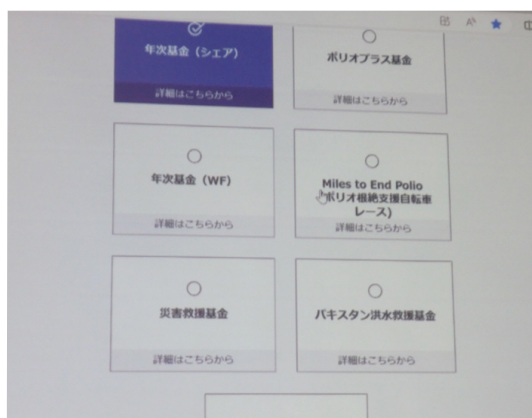 年次基金（シェア）
詳細はこちらから
ポリオプラス基金
詳細はこちらから
年次基金（WF）
詳細はこちらから
Miles to End Polio
ポリオ根絶支援自転車
レース)
詳細はこちらから
災害救援基金
詳細はこちらから
パキスタン洪水救援基金
詳細はこちらから